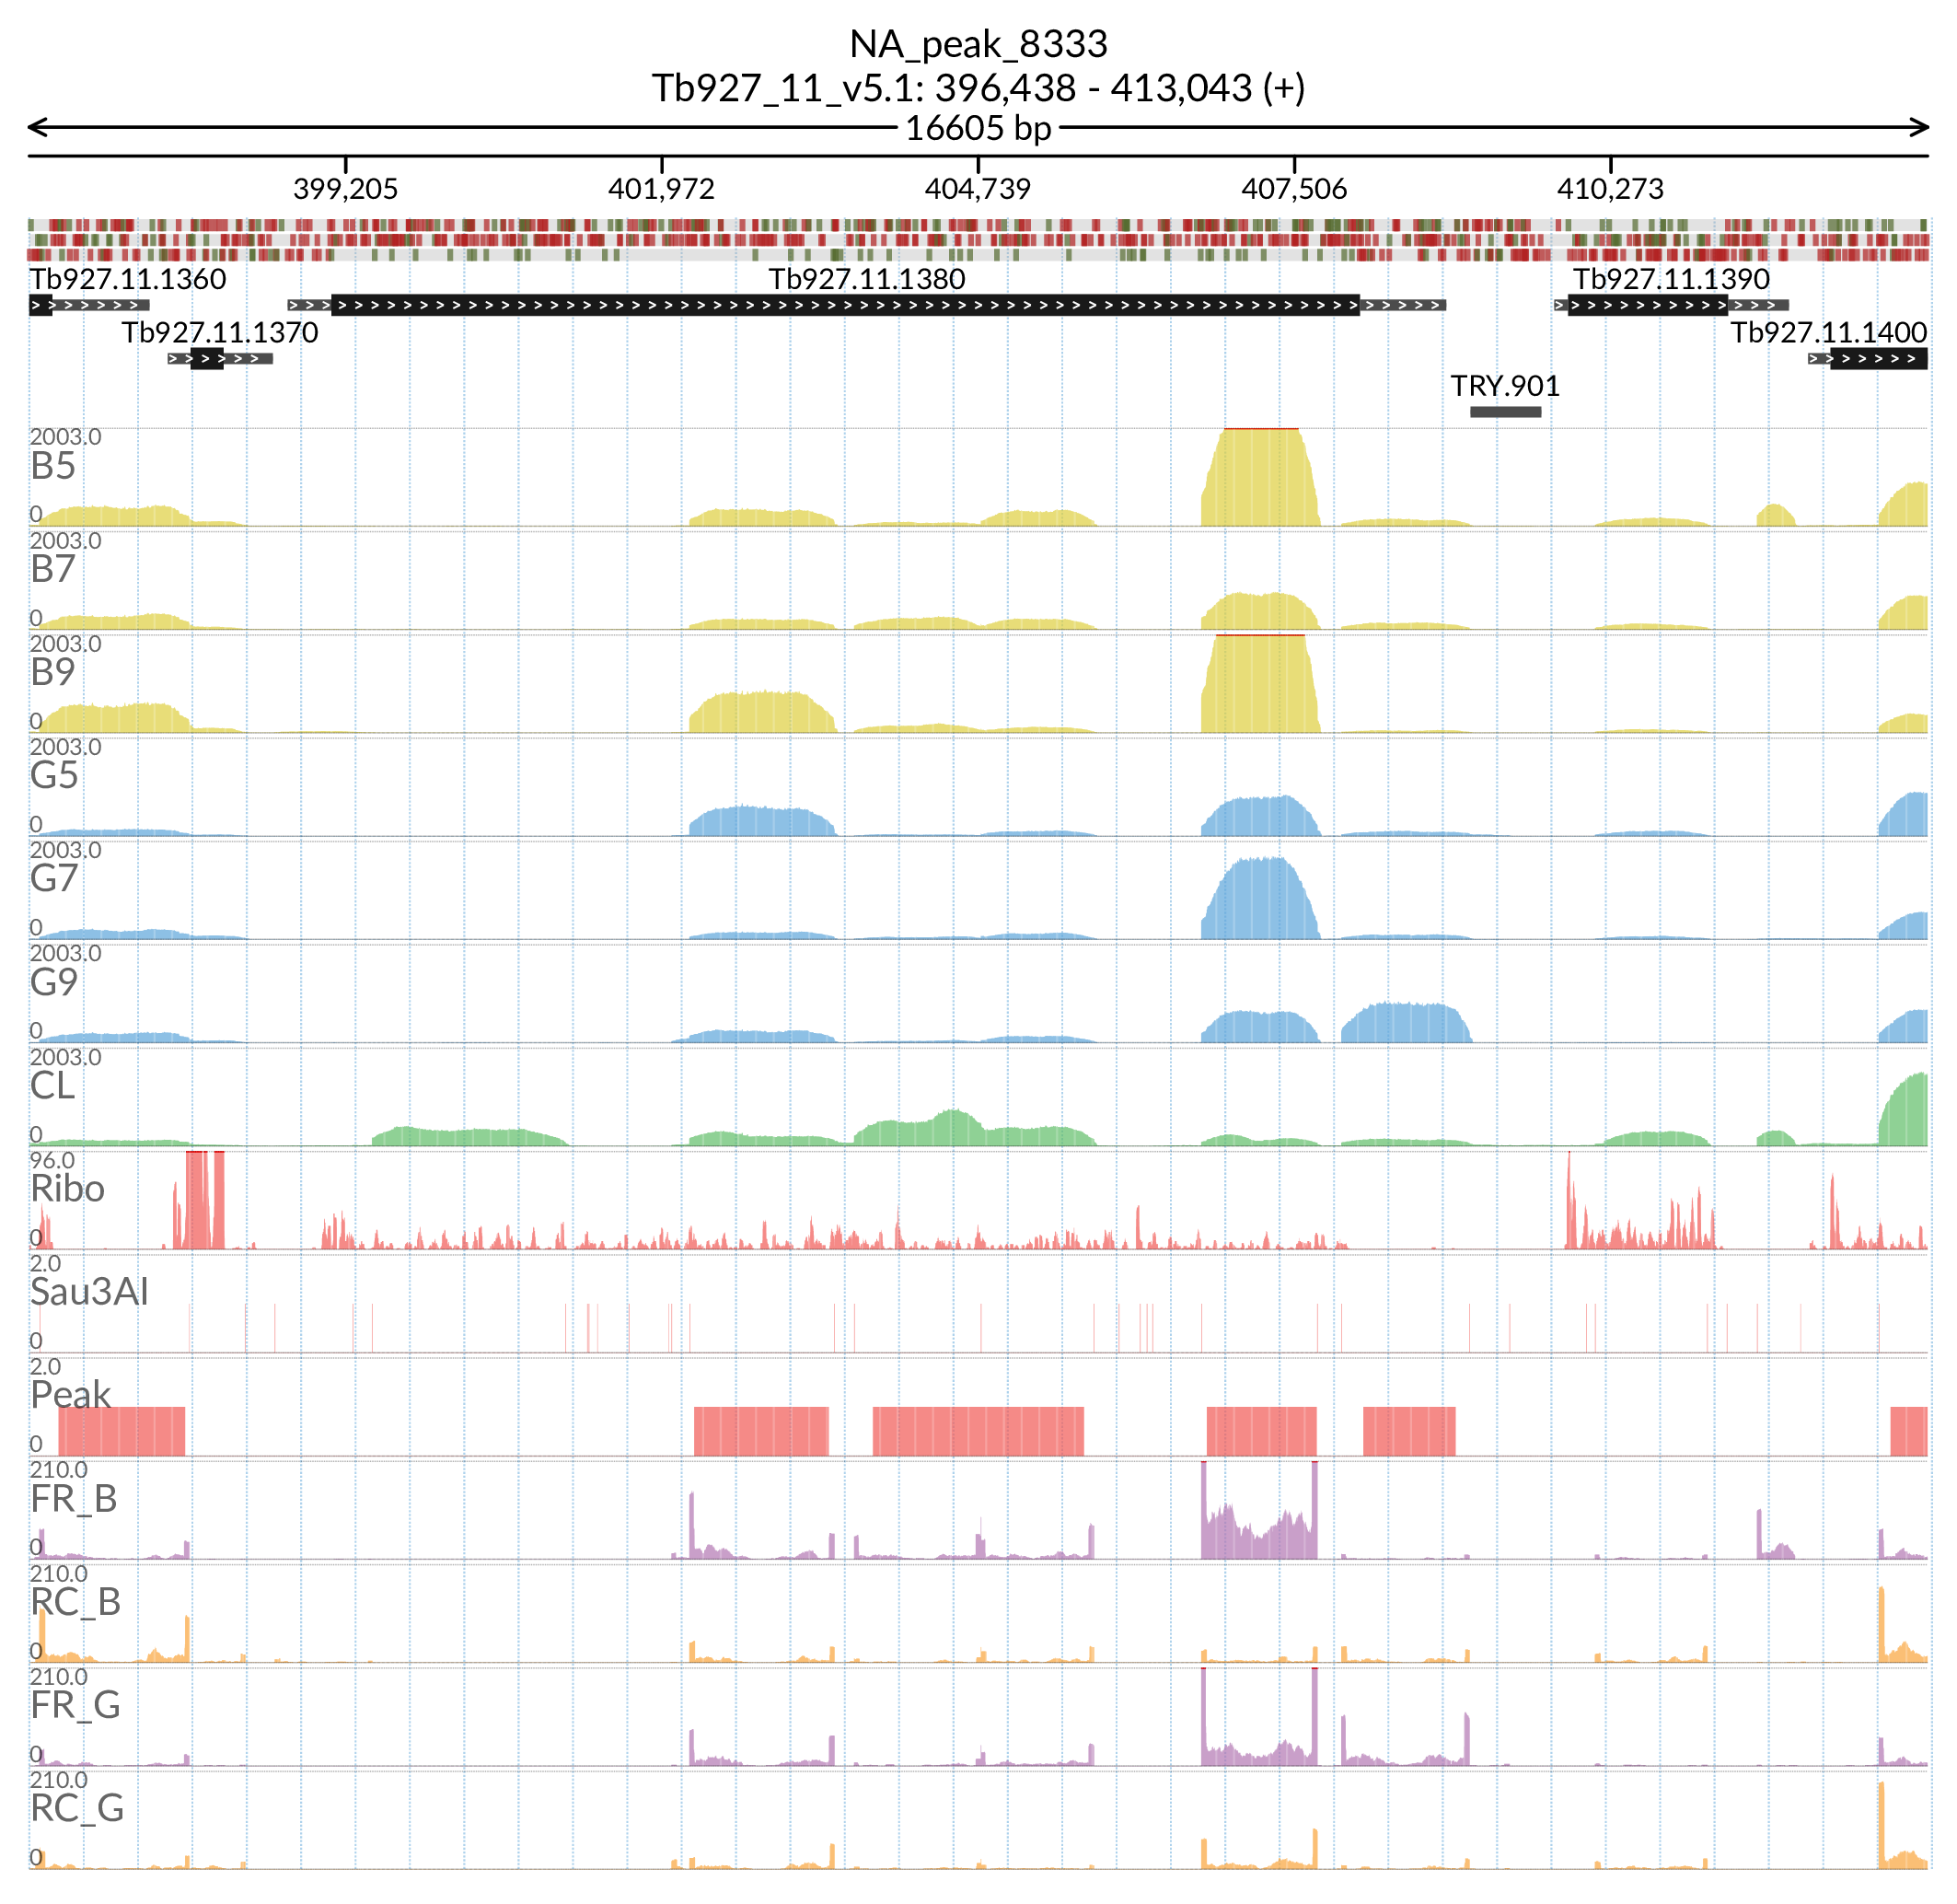 NA_peak_8333
Tb927_11_v5.1: 396,438 - 413,043 (+)
16605 bp
399,205 401,972 404,739 407,506 410,273
Tb927.11.1360 Tb927.11.1380 Tb927.11.1390
Tb927.11.1370 Tb927.11.1400
TRY.901
2003.0
B5
0
2003.0
B7
0
2003.0
B9
0
2003.0
G5
0
2003.0
G7
0
2003.0
G9
0
2003.0
CL
0
96.0
Ribo
0
2.0
Sau3AI
0
2.0
Peak
0
210.0
FR_B
0
210.0
RC_B
0
210.0
FR_G
0
210.0
RC_G
0